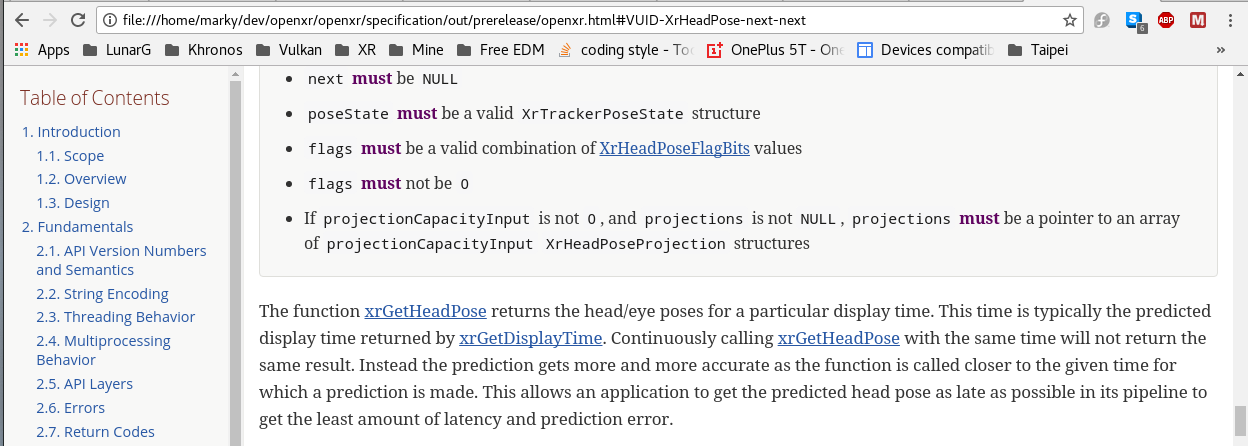 file:///home/marky/dev/openxr/openxr/specification/out/prerelease/openxr.html#VUID-XrHeadPose-next-next
6
ABP
M
Apps LunarG Khronos Vulkan XR Mine Free EDM coding style - Too OnePlus 5T - One Devices compatib Taipei »
Table of Contents
1. Introduction
1.1. Scope
1.2. Overview
1.3. Design
2. Fundamentals
2.1. API Version Numbers
and Semantics
2.2. String Encoding
2.3. Threading Behavior
2.4. Multiprocessing
Behavior
2.5. API Layers
2.6. Errors
2.7. Return Codes
next must be NULL
poseState must be a valid XrTrackerPoseState structure
flags must be a valid combination of XrHeadPoseFlagBits values
flags must not be 0
If projectionCapacityInput is not 0, and projections is not NULL, projections must be a pointer to an array
of projectionCapacityInput XrHeadPoseProjection structures
The function xrGetHeadPose returns the head/eye poses for a particular display time. This time is typically the predicted
display time returned by xrGetDisplayTime. Continuously calling xrGetHeadPose with the same time will not return the
same result. Instead the prediction gets more and more accurate as the function is called closer to the given time for
which a prediction is made. This allows an application to get the predicted head pose as late as possible in its pipeline to
get the least amount of latency and prediction error.